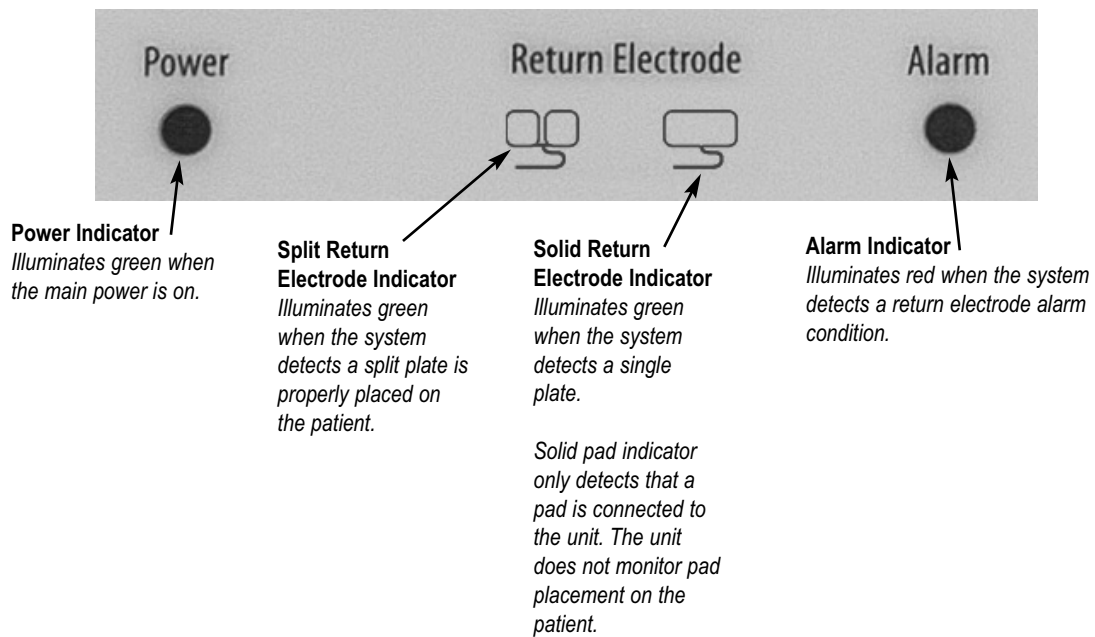 Power
Return Electrode
Alarm
Power Indicator
Illuminates green when
the main power is on.
Split Return
Electrode Indicator
Illuminates green
when the system
detects a split plate is
properly placed on
the patient.
Solid Return
Electrode Indicator
Illuminates green
when the system
detects a single
plate.
Solid pad indicator
only detects that a
pad is connected to
the unit. The unit
does not monitor pad
placement on the
patient.
Alarm Indicator
Illuminates red when the system
detects a return electrode alarm
condition.